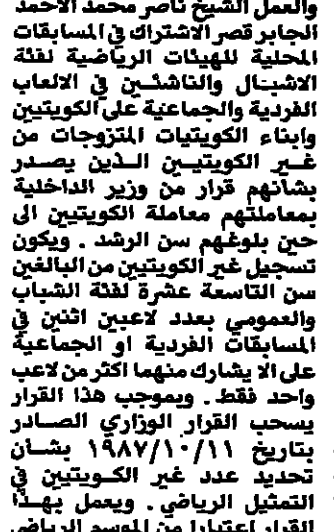 والعمل الشيخ ناصر محمد الاحمد
الجابر قصر الاشتراك في المسابقات
المحلية للهيئات الرياضية لفئة
الاشبال والناشئين في الالعاب
الفردية والجماعية على الكويتيين
وابناء الكويتيات المتزوجات من
غير الكويتيين الذين يصدر
بشأنهم قرار من وزير الداخلية
بمعاملتهم معاملة الكويتيين الى
حين بلوغهم سن الرشد . ويكون
تسجيل غير الكويتيين من البالغين
سن التاسعة عشرة لفئة الشباب
والعمومي بعدد لاعبين اثنين في
المسابقات الفردية او الجماعية
على الا يشارك منهما اكثر من لاعب
واحد فقط . وبموجب هذا القرار
يسحب القرار الوزاري الصادر
بتاريخ ١٩٨٧/١٠/١١ بشأن
تحديد عدد غير الكويتيين في
التمثيل الرياضي . ويعمل بهذا
القرار اعتبارا من الموسم الرياضي